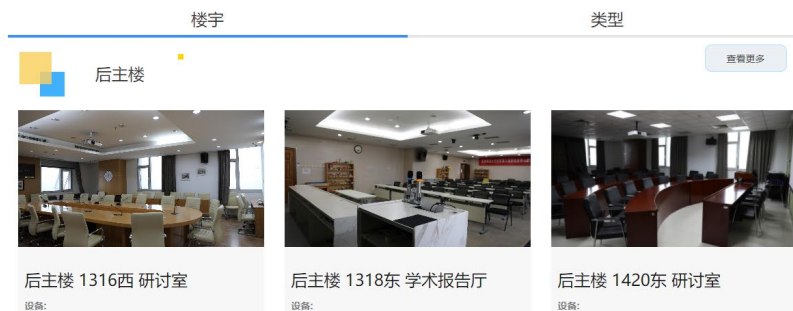 楼宇 类型
后主楼 查看更多
后主楼 1316西 研讨室 后主楼 1318东 学术报告厅 后主楼 1420东 研讨室
设备: 设备: 设备: